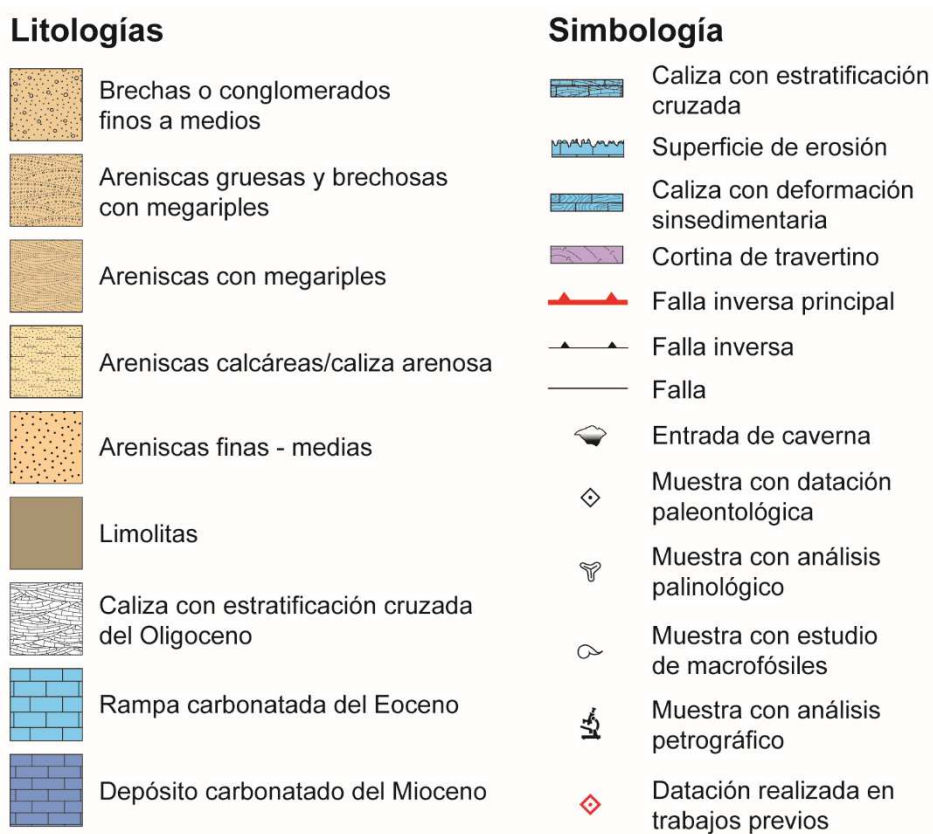 Litologías
Brechas o conglomerados
finos a medios
Areniscas gruesas y brechosas
con megariples
Areniscas con megariples
Areniscas calcáreas/caliza arenosa
Areniscas finas - medias
Limolitas
Caliza con estratificación cruzada
del Oligoceno
Rampa carbonatada del Eoceno
Depósito carbonatado del Mioceno
Simbología
Caliza con estratificación
cruzada
Superficie de erosión
Caliza con deformación
sinsedimentaria
Cortina de travertino
Falla inversa principal
Falla inversa
Falla
Entrada de caverna
Muestra con datación
paleontológica
Muestra con análisis
palinológico
Muestra con estudio
de macrofósiles
Muestra con análisis
petrográfico
Datación realizada en
trabajos previos